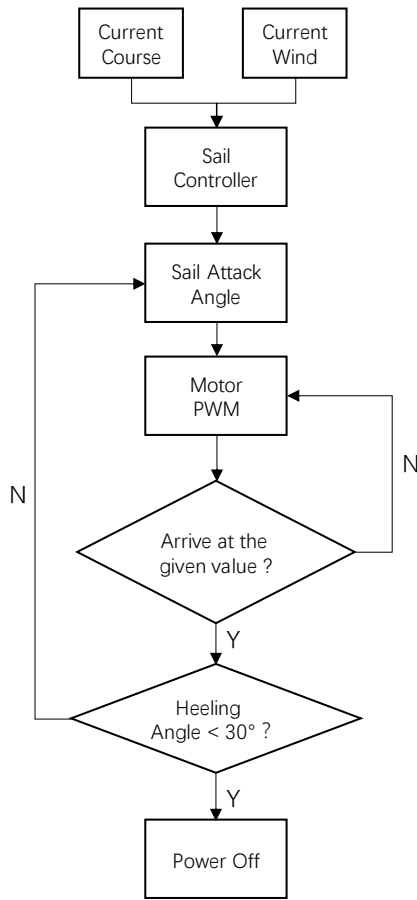 Current
Course
Current
Wind
Sail
Controller
Sail Attack
Angle
Motor
PWM
N
N
Arrive at the
given value ?
Y
Heeling
Angle < 30° ?
Y
Power Off